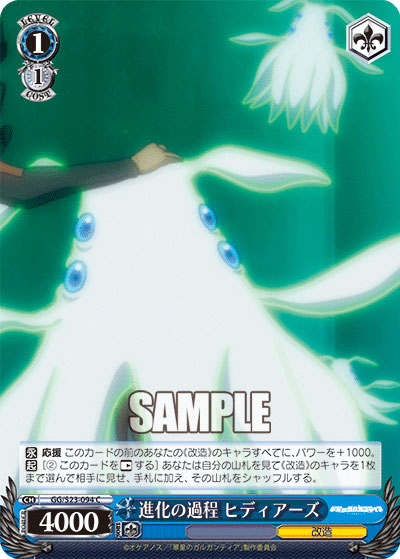 LEVEL
1
1
COST
SAMPLE
永 応援 このカードの前のあなたの《改造》のキャラすべてに、パワーを+1000。
起 [② このカードを する] あなたは自分の山札を見て《改造》のキャラを1枚
まで選んで相手に見せ、手札に加え、その山札をシャッフルする。
CH GG/S23-094 C
POWER
4000
進化の過程 ヒディアーズ
改造
©オケアノス/「翠星のガルガンティア」製作委員会